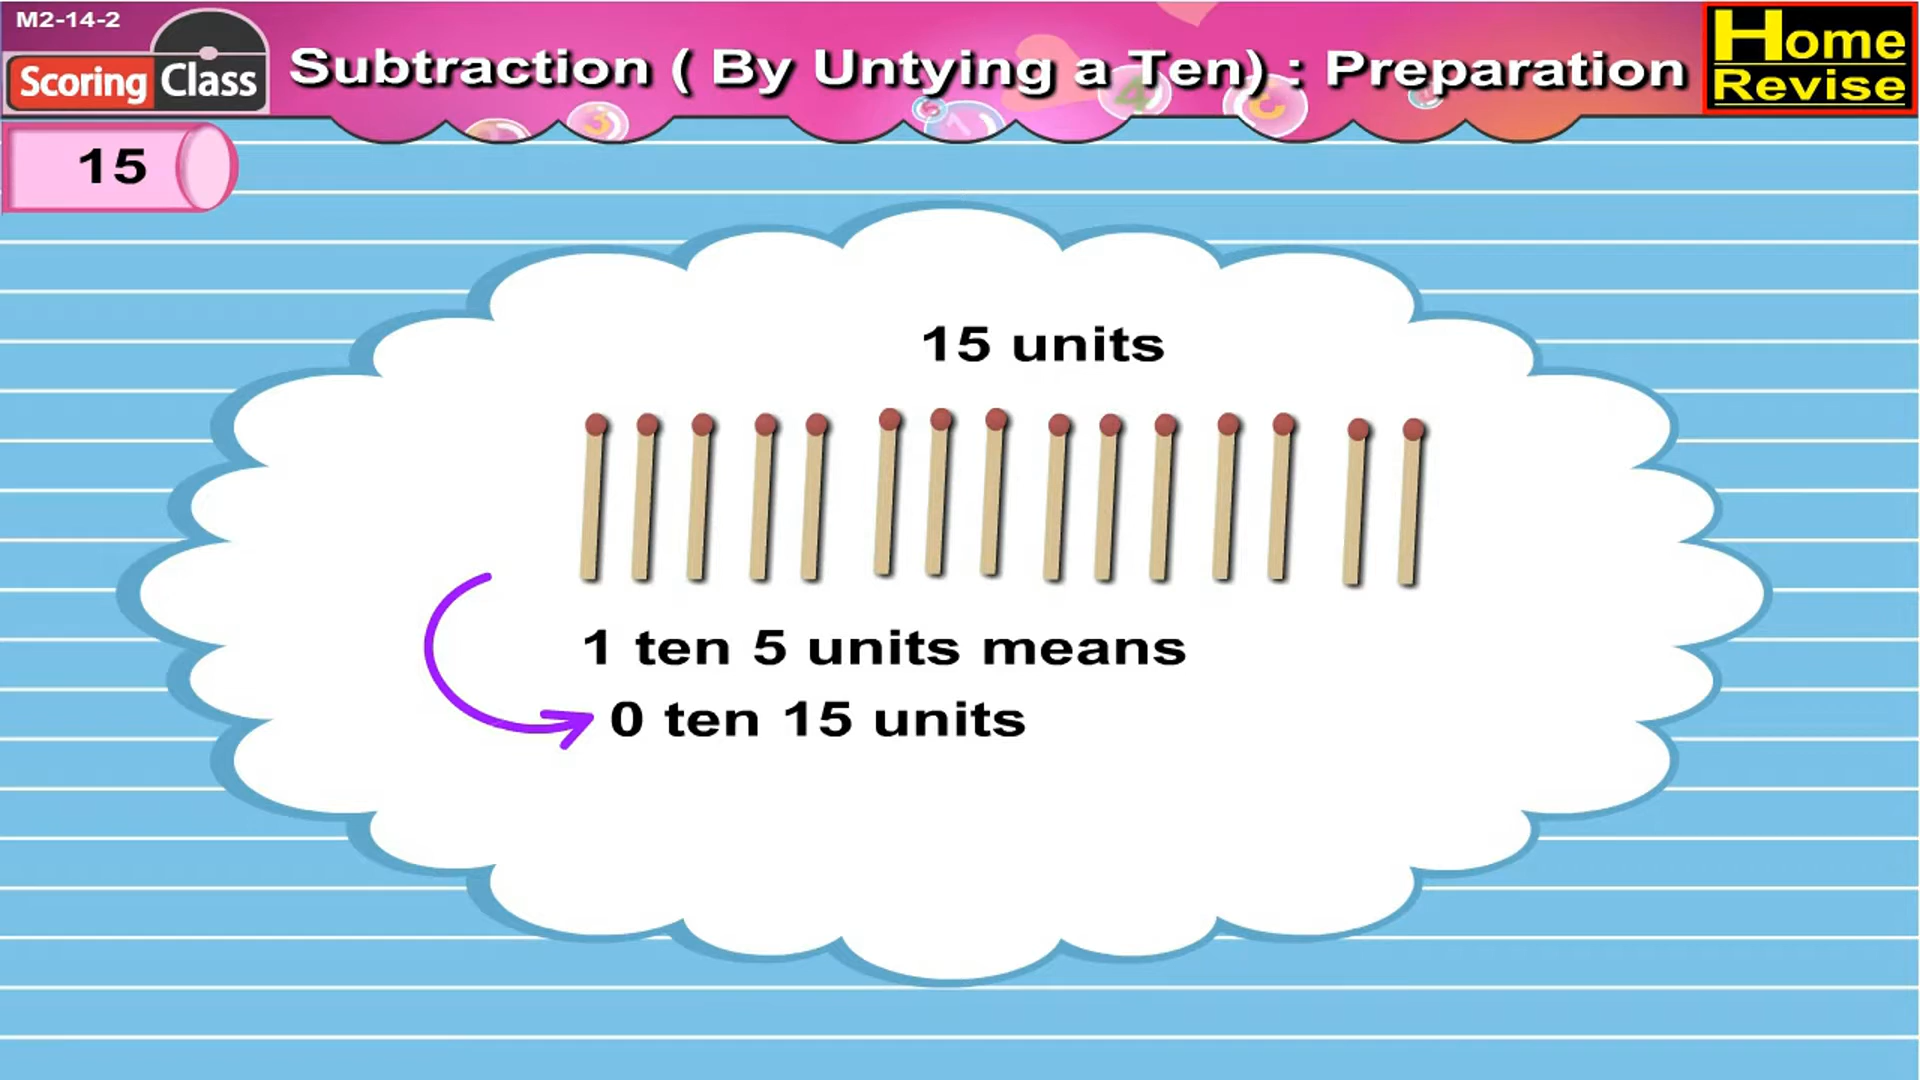 M2-14-2
Scoring Class
Subtraction ( By Untying a Ten) : Preparation
Home
Revise
15
15 units
1 ten 5 units means
0 ten 15 units